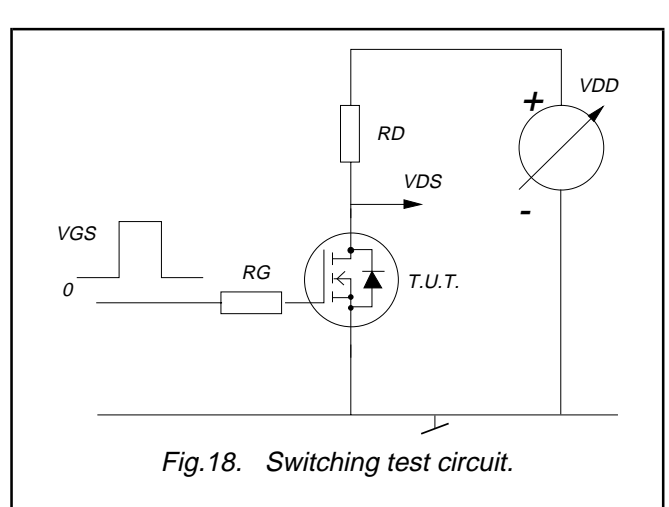 +
VDD
RD
VDS
-
VGS
RG
T.U.T.
0
Fig.18. Switching test circuit.